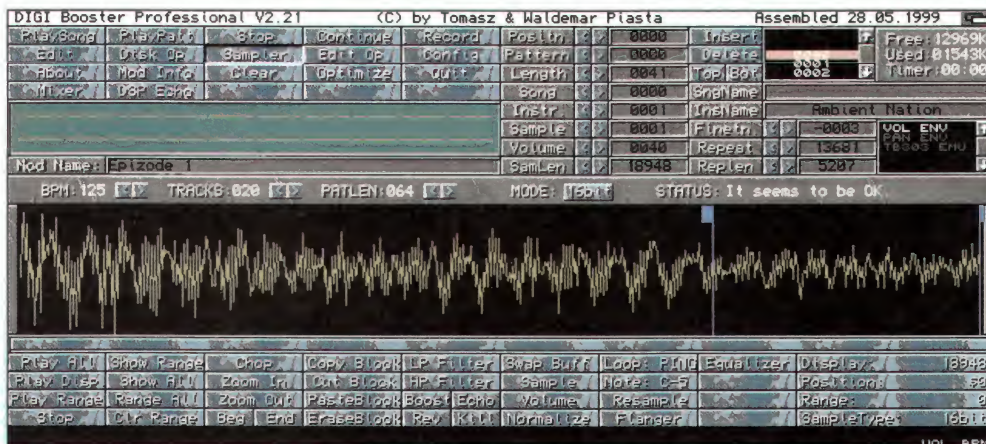 DIGI Booster Professional V2.21 (C) by Tomasz & Waldemar Piasta Assembled 28.05.1999
PlaySong PlayPatt Stop Continue Record Positn. 0000 Insert Free:12969K
Edit Disk Op Sampler Edit Op Config Pattern 0000 Delete 0001 Used:01543K
About Mod Info Clear Optimize Quit Length 0041 Top Bot 0002 Timer:00:00
Mixer DSP Echo Song 0000 SngName
Instr. 0001 InsName Ambient Nation
Sample 0001 Finetn. -0003 VOL ENV
PAN ENV
Volume 0040 Repeat 13681 TB303 EMU
Mod Name: Epizode 1 SamLen 18948 Replen 5207
BPM:125 TRACKS:020 PATLEN:064 MODE: 16bit STATUS: It seems to be OK.
Play All Show Range Chop Copy Block LP Filter Swap Buff Loop: PING Equalizer Display: 18948
Play Disp. Show All Zoom In Cut Block HP Filter Sample Note: C-5 Position: 50
Play Range Range All Zoom Out PasteBlock Boost Echo Volume Resample Range: 0
Stop Clr Range Beg End EraseBlock Rev Kill Normalize Flanger SampleType: 16bit
VOL BPM